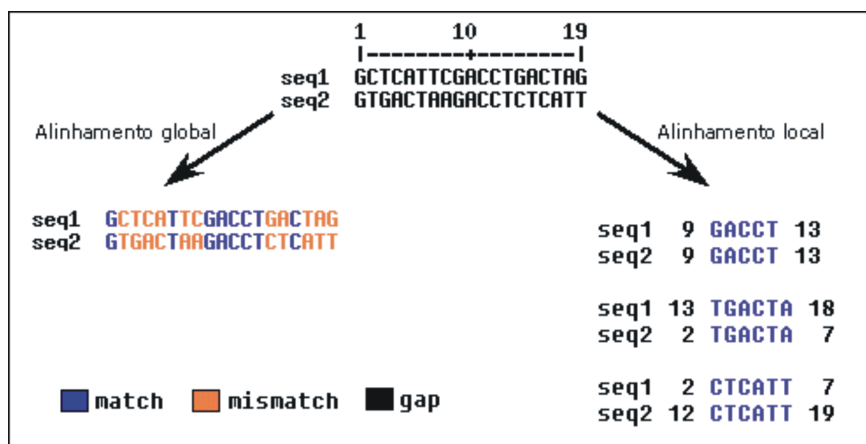 1 10 19
|--------+--------|
seq1 GCTCATTCGACCTGACTAG
seq2 GTGACTAAGACCTCTCATT
Alinhamento global
Alinhamento local
seq1 GCTCATTCGACCTGACTAG
seq2 GTGACTAAGACCTCTCATT
seq1 9 GACCT 13
seq2 9 GACCT 13
seq1 13 TGACTA 18
seq2 2 TGACTA 7
seq1 2 CTCATT 7
seq2 12 CTCATT 19
match mismatch gap